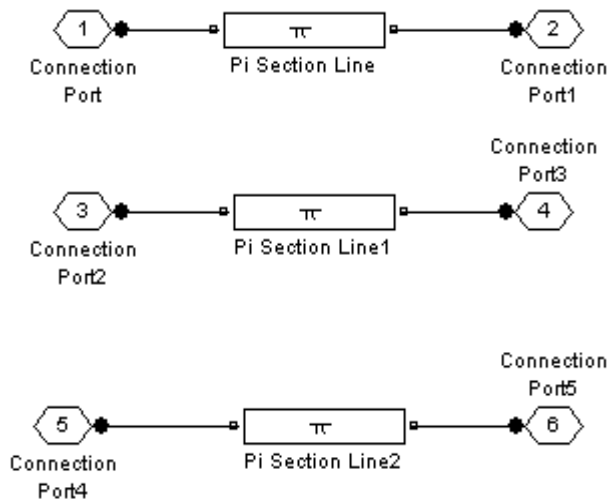 1
π
2
Connection
Port
Pi Section Line
Connection
Port1
Connection
Port3
3
π
4
Connection
Port2
Pi Section Line1
Connection
Port5
5
π
6
Connection
Port4
Pi Section Line2